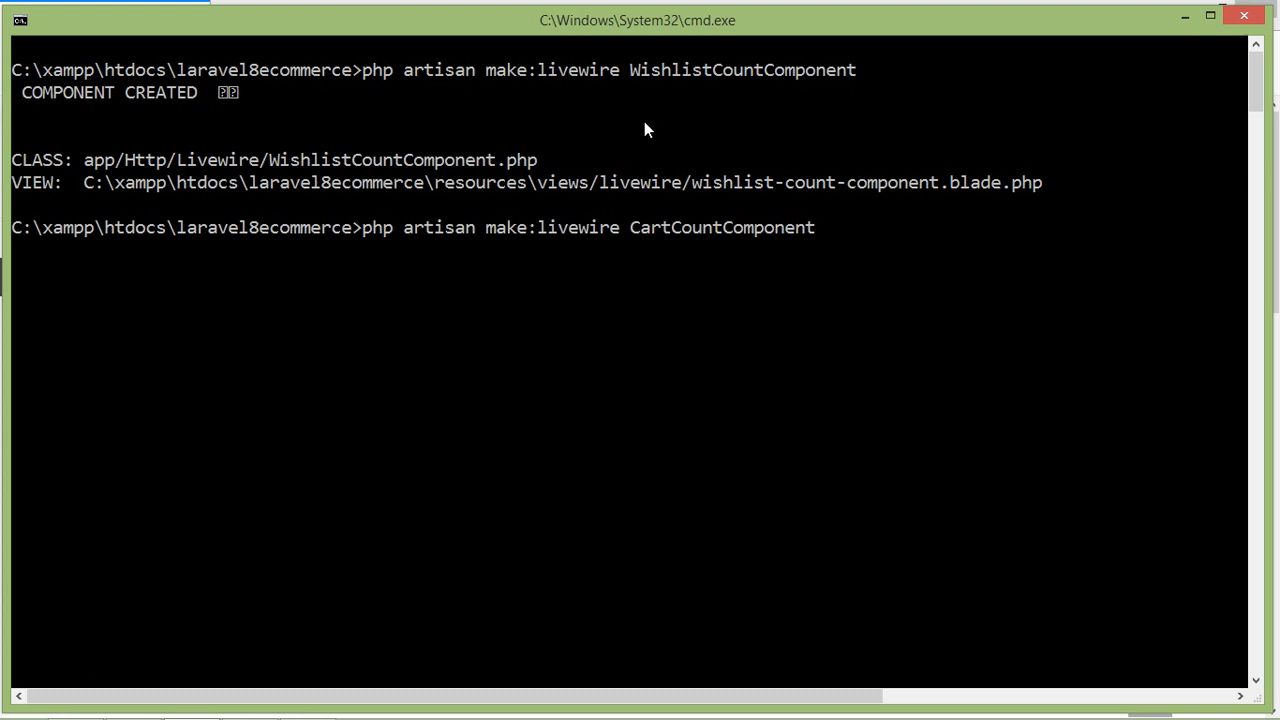 C:\Windows\System32\cmd.exe
C:\xampp\htdocs\laravel8ecommerce>php artisan make:livewire WishlistCountComponent
COMPONENT CREATED
CLASS: app/Http/Livewire/WishlistCountComponent.php
VIEW:  C:\xampp\htdocs\laravel8ecommerce\resources\views/livewire/wishlist-count-component.blade.php
C:\xampp\htdocs\laravel8ecommerce>php artisan make:livewire CartCountComponent